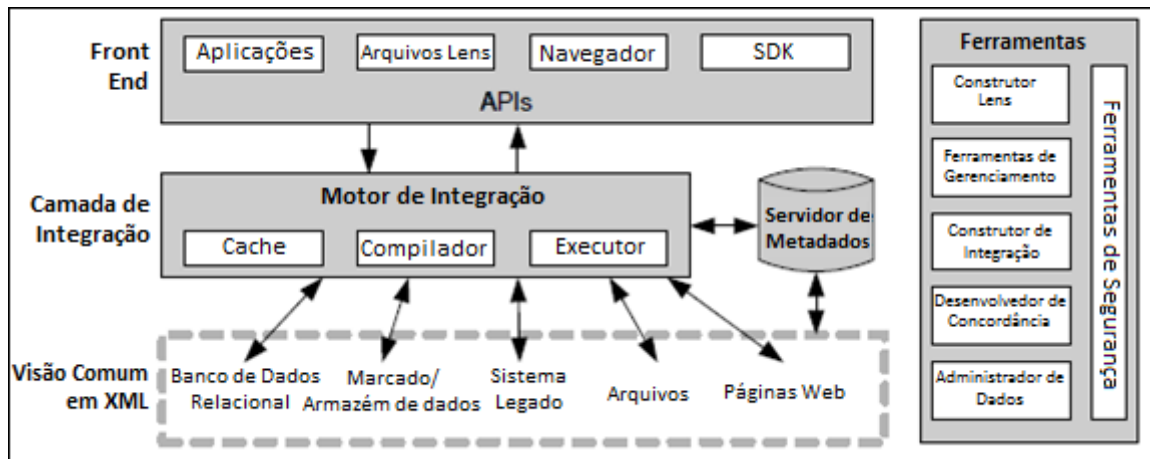 Front
End
Aplicações
Arquivos Lens
Navegador
SDK
APIs
Camada de
Integração
Motor de Integração
Cache
Compilador
Executor
Servidor de
Metadados
Visão Comum
em XML
Banco de Dados
Relacional
Marcado/
Armazém de dados
Sistema
Legado
Arquivos
Páginas Web
Ferramentas
Construtor
Lens
Ferramentas de
Gerenciamento
Construtor de
Integração
Desenvolvedor de
Concordância
Administrador de
Dados
Ferramentas de Segurança